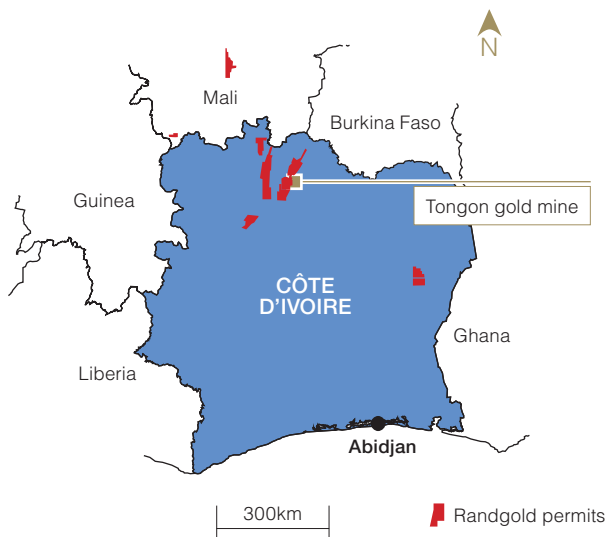 N
Mali
Burkina Faso
Guinea
Tongon gold mine
CÔTE
D'IVOIRE
Ghana
Liberia
Abidjan
300km
Randgold permits